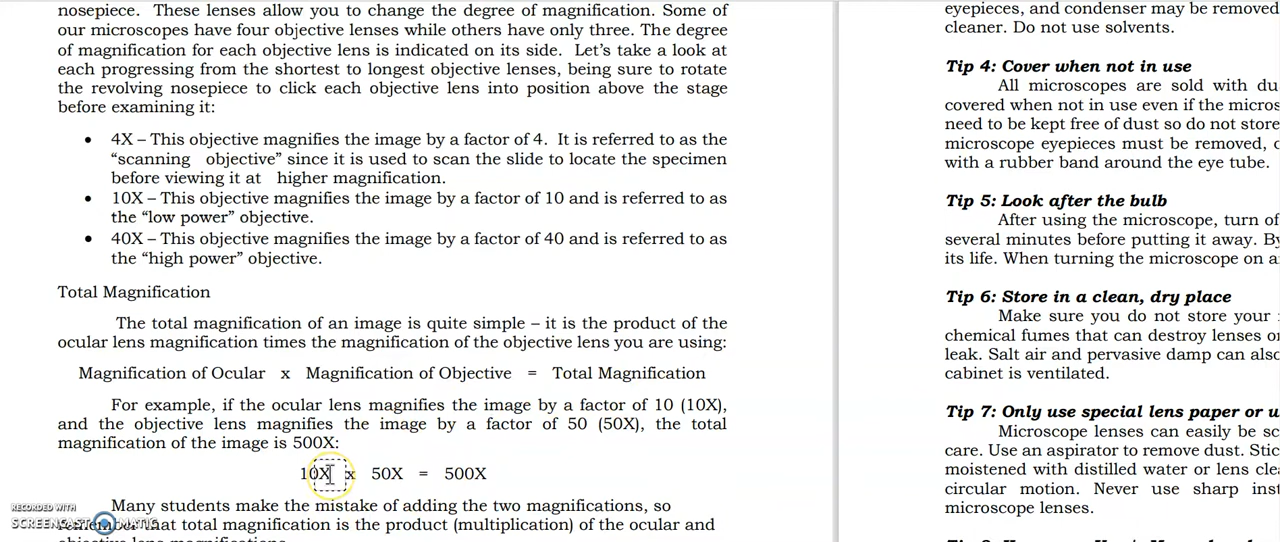 nosepiece. These lenses allow you to change the degree of magnification. Some of
our microscopes have four objective lenses while others have only three. The degree
of magnification for each objective lens is indicated on its side. Let's take a look at
each progressing from the shortest to longest objective lenses, being sure to rotate
the revolving nosepiece to click each objective lens into position above the stage
before examining it:
• 4X – This objective magnifies the image by a factor of 4. It is referred to as the
“scanning objective” since it is used to scan the slide to locate the specimen
before viewing it at higher magnification.
• 10X – This objective magnifies the image by a factor of 10 and is referred to as
the “low power” objective.
• 40X – This objective magnifies the image by a factor of 40 and is referred to as
the “high power” objective.
Total Magnification
The total magnification of an image is quite simple – it is the product of the
ocular lens magnification times the magnification of the objective lens you are using:
Magnification of Ocular x Magnification of Objective = Total Magnification
For example, if the ocular lens magnifies the image by a factor of 10 (10X),
and the objective lens magnifies the image by a factor of 50 (50X), the total
magnification of the image is 500X:
10X x 50X = 500X
Many students make the mistake of adding the two magnifications, so
that total magnification is the product (multiplication) of the ocular and
RECORDED WITH
SCREENCAST MATIC
eyepieces, and condenser may be removed
cleaner. Do not use solvents.
Tip 4: Cover when not in use
All microscopes are sold with du
covered when not in use even if the micros
need to be kept free of dust so do not store
microscope eyepieces must be removed, c
with a rubber band around the eye tube.
Tip 5: Look after the bulb
After using the microscope, turn of
several minutes before putting it away. By
its life. When turning the microscope on a
Tip 6: Store in a clean, dry place
Make sure you do not store your
chemical fumes that can destroy lenses o
leak. Salt air and pervasive damp can also
cabinet is ventilated.
Tip 7: Only use special lens paper or
Microscope lenses can easily be sc
care. Use an aspirator to remove dust. Stic
moistened with distilled water or lens clea
circular motion. Never use sharp inst
microscope lenses.